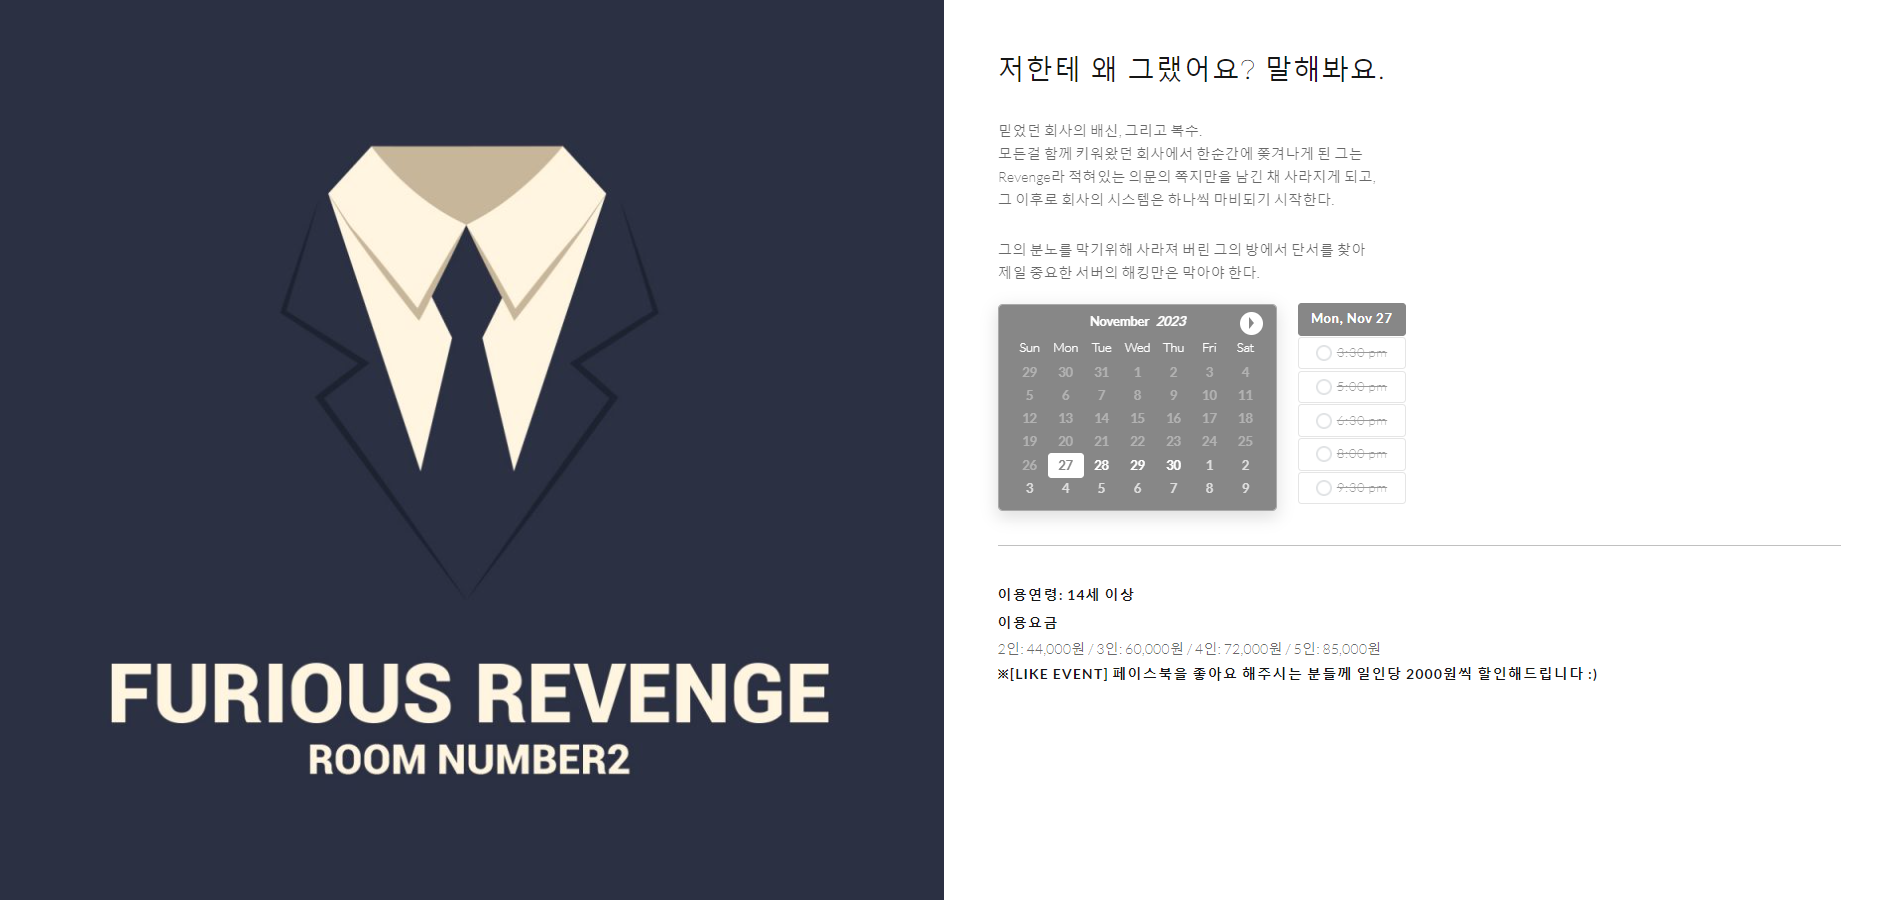 FURIOUS REVENGE
ROOM NUMBER2
저한테 왜 그랬어요? 말해봐요.
믿었던 회사의 배신, 그리고 복수.
모든걸 함께 키워왔던 회사에서 한순간에 쫓겨나게 된 그는
Revenge라 적혀있는 의문의 쪽지만을 남긴 채 사라지게 되고,
그 이후로 회사의 시스템은 하나씩 마비되기 시작한다.
그의 분노를 막기위해 사라져 버린 그의 방에서 단서를 찾아
제일 중요한 서버의 해킹만은 막아야 한다.
November 2023
Sun Mon Tue Wed Thu Fri Sat
29 30 31 1 2 3 4
5 6 7 8 9 10 11
12 13 14 15 16 17 18
19 20 21 22 23 24 25
26 27 28 29 30 1 2
3 4 5 6 7 8 9
Mon, Nov 27
3:30 pm
5:00 pm
6:30 pm
8:00 pm
9:30 pm
이용연령: 14세 이상
이용요금
2인: 44,000원 / 3인: 60,000원 / 4인: 72,000원 / 5인: 85,000원
※[LIKE EVENT] 페이스북을 좋아요 해주시는 분들께 일인당 2000원씩 할인해드립니다 :)